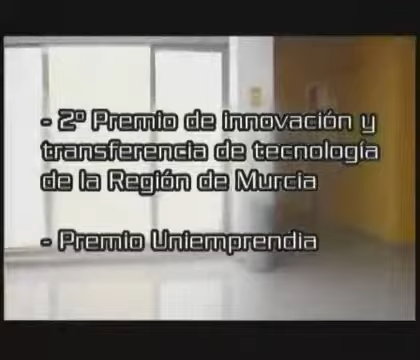 - 2º Premio de innovación y
transferencia de tecnología
de la Región de Murcia
- Premio Uniemprendia